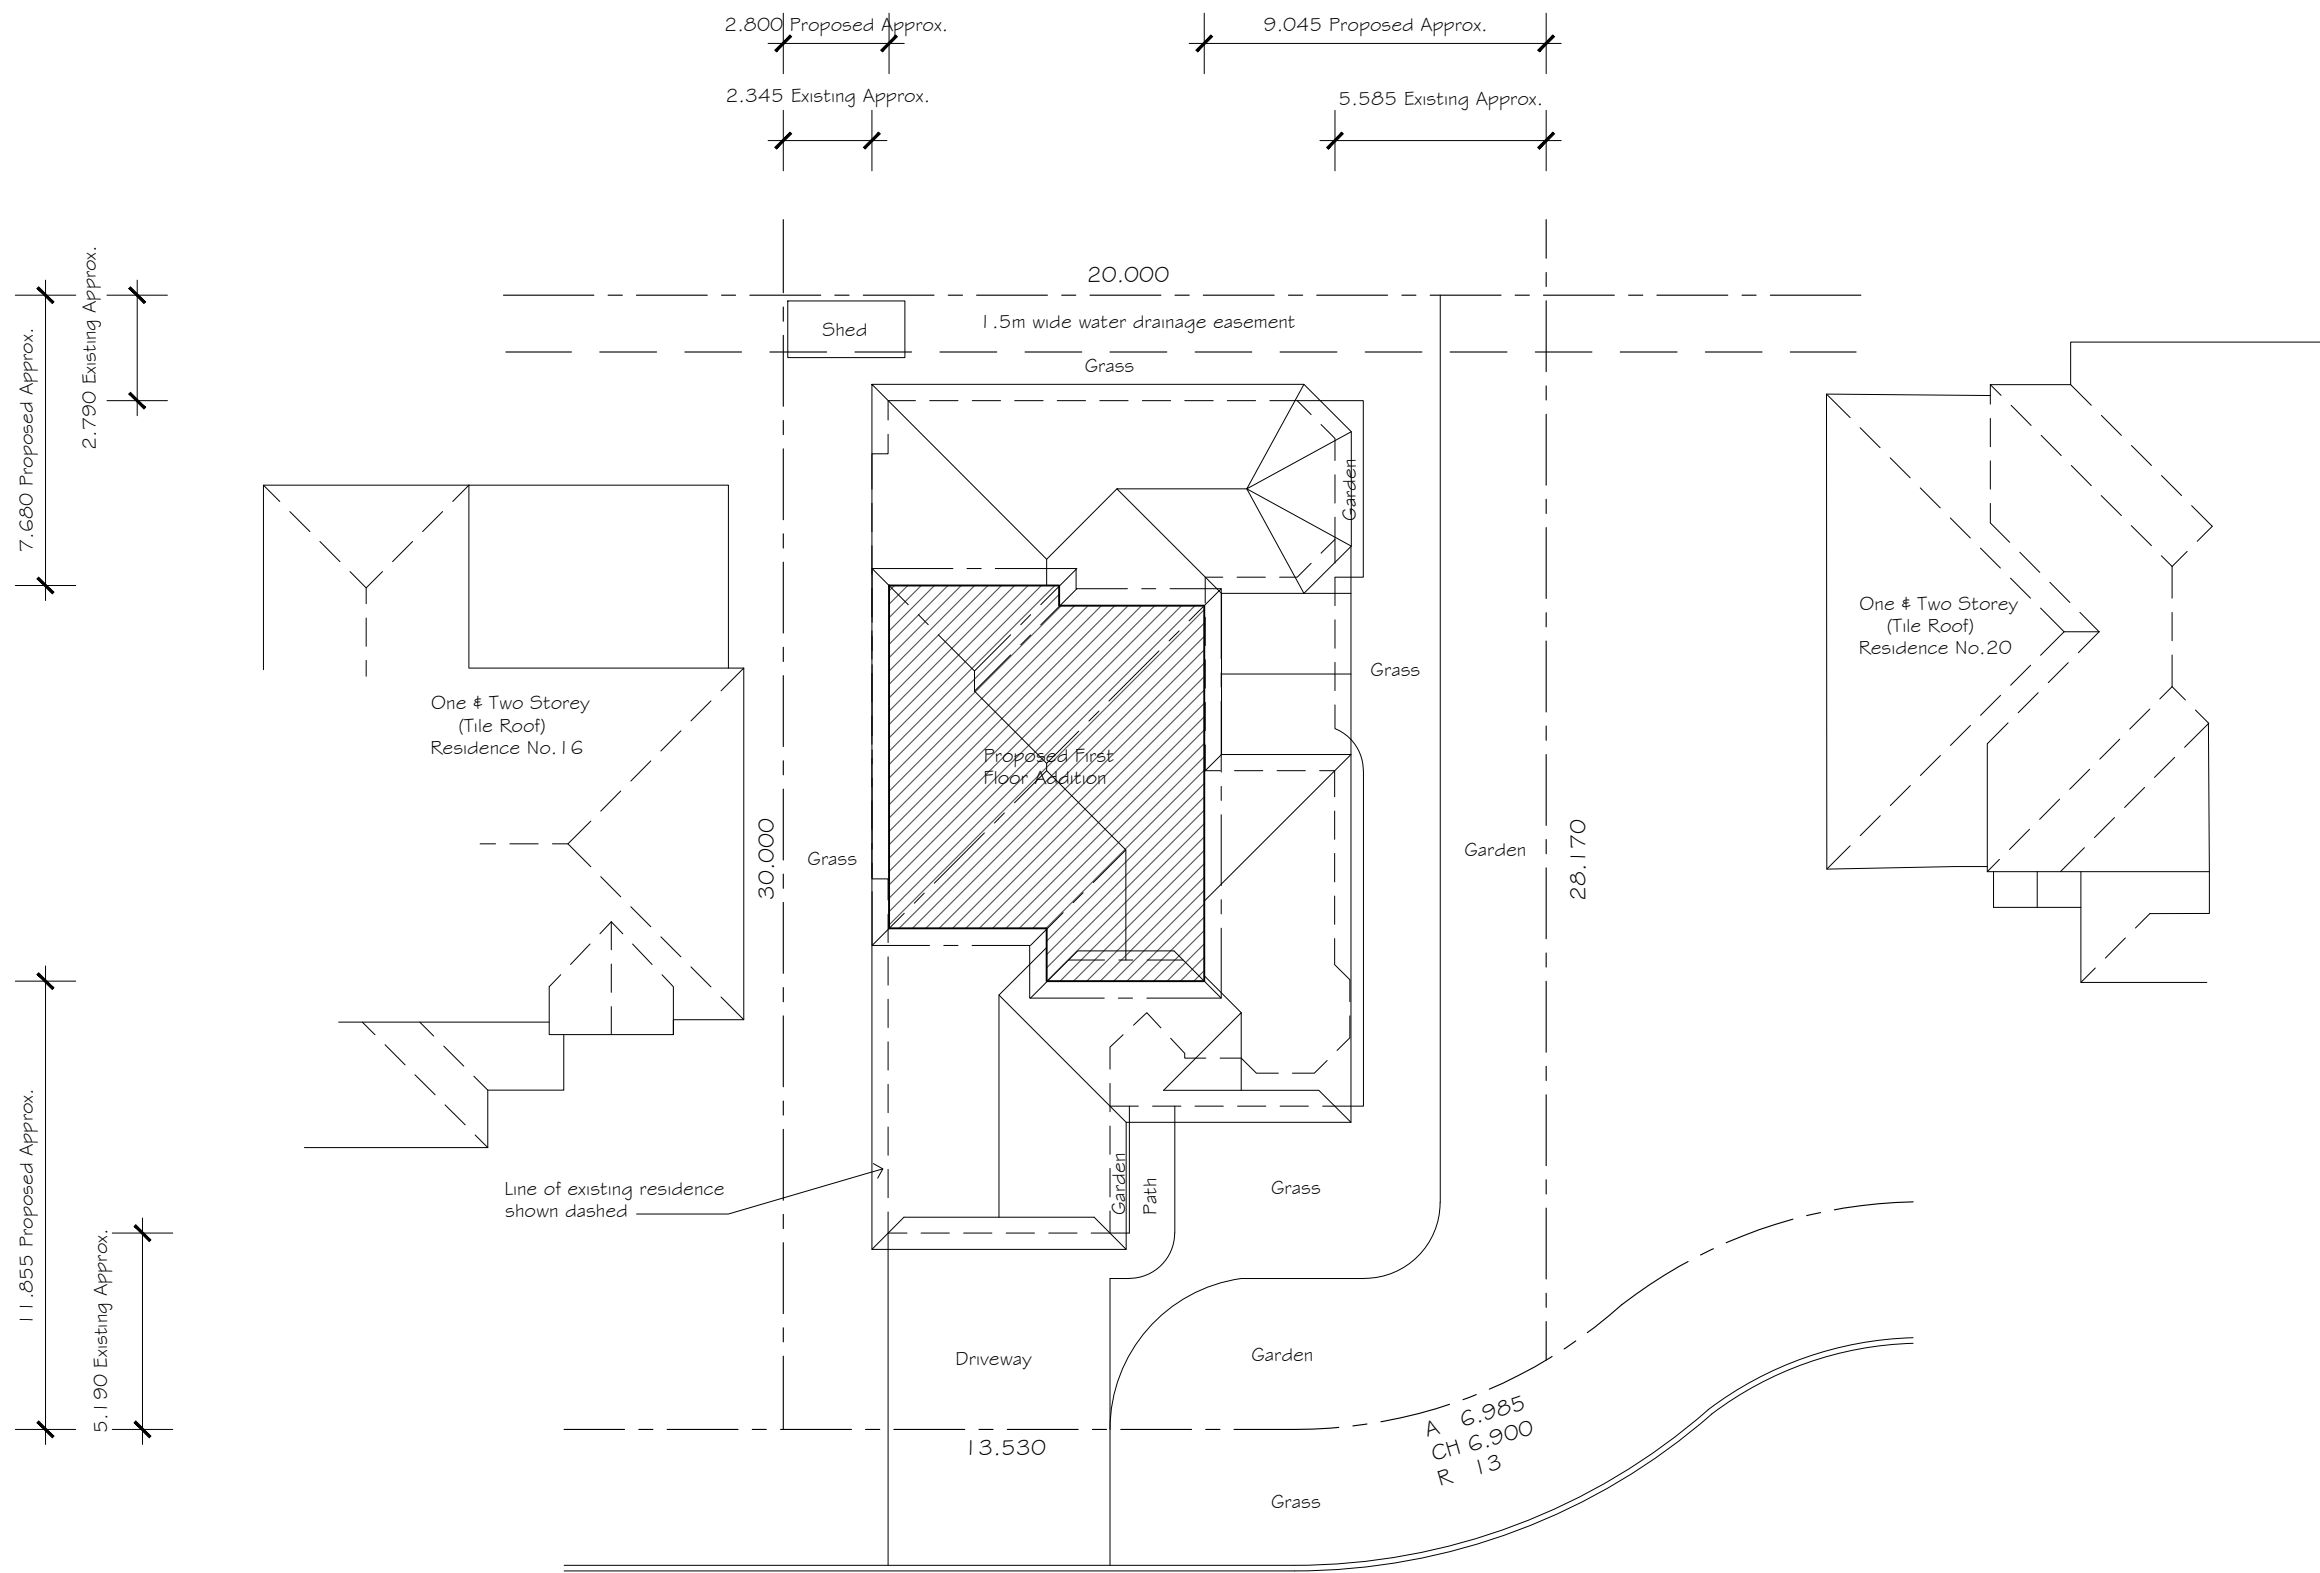 2.800 Proposed Approx.
9.045 Proposed Approx.
2.345 Existing Approx.
5.585 Existing Approx.
7.680 Proposed Approx.
2.790 Existing Approx.
20.000
Shed
1.5m wide water drainage easement
Grass
Garden
One & Two Storey
(Tile Roof)
Residence No.16
Proposed First
Floor Addition
Grass
One & Two Storey
(Tile Roof)
Residence No.20
30.000
Grass
Garden
28.170
11.855 Proposed Approx.
5.190 Existing Approx.
Line of existing residence
shown dashed
Garden
Path
Grass
Driveway
Garden
13.530
A 6.985
CH 6.900
R 13
Grass